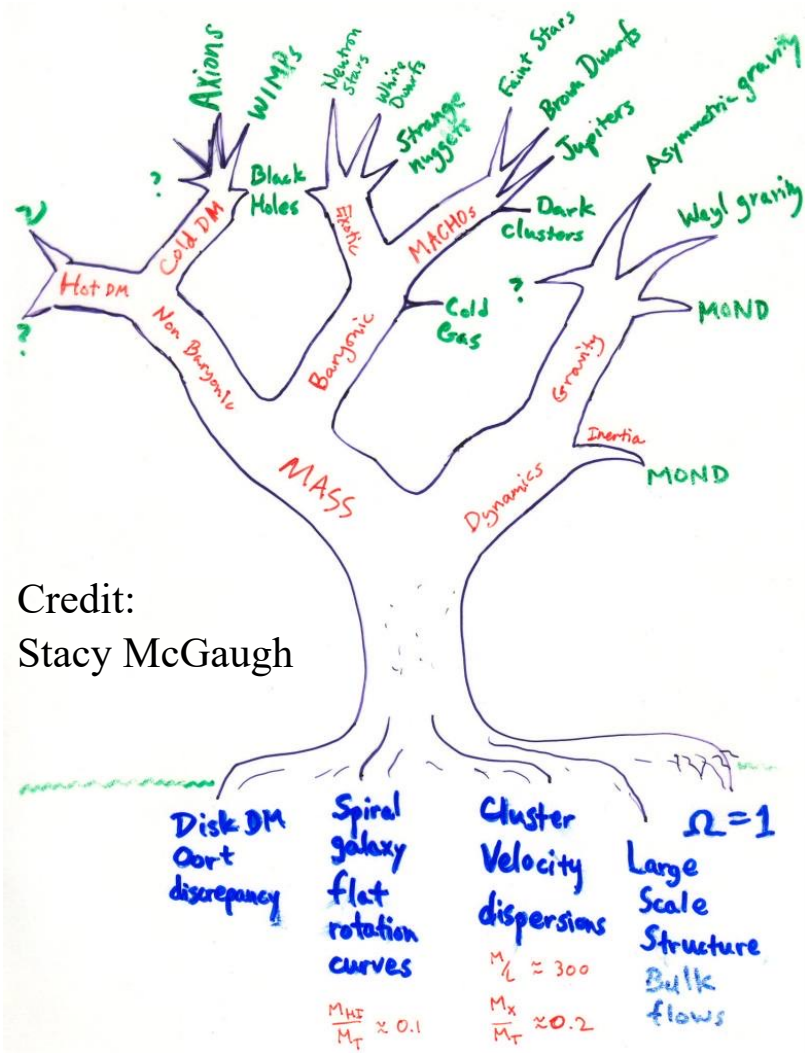 Axions
WIMPs
Neutron
stars
White
Dwarfs
Strange
nuggets
Faint Stars
Brown Dwarfs
Jupiters
Asymmetric gravity
Weyl gravity
?
Black
Holes
Cold DM
Exotic
MACHOs
Dark
clusters
?
Hot DM
?
Non Baryonic
Baryonic
Cold
Gas
?
MOND
Gravity
Inertia
MOND
MASS
Dynamics
Credit:
Stacy McGaugh
Disk DM
Oort
discrepancy
Spiral
galaxy
flat
rotation
curves
M_HI/M_T ≈ 0.1
Cluster
Velocity
dispersions
M/L ≈ 300
M_X/M_T ≈ 0.2
Ω = 1
Large
Scale
Structure
Bulk
flows